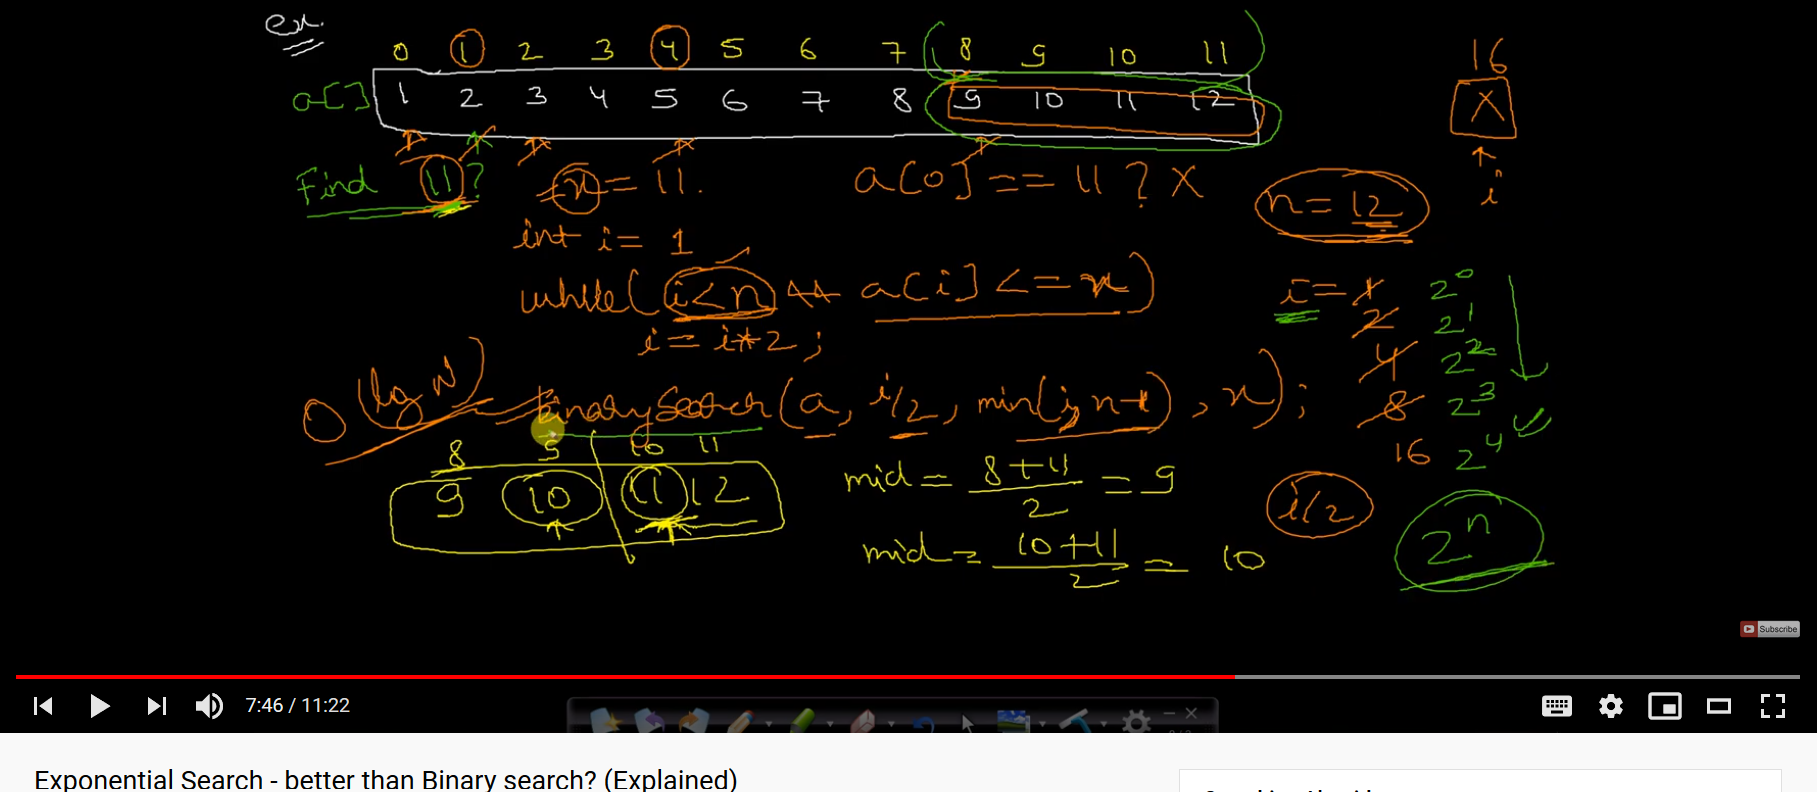 ex.
0 1 2 3 4 5 6 7 8 9 10 11
16
a[] 1 2 3 4 5 6 7 8 9 10 11 12
X
Find 11?
x = 11.
a[0] == 11? X
n = 12
i
int i = 1
while(i<n && a[i] <= x)
i = i*2;
i = 1 2^0
2 2^1
4 2^2
8 2^3
16 2^4
O(log N)
binarySearch(a, i/2, min(i, n-1), x);
8 9 10 11
9 10 11 12
mid = 8+11 / 2 = 9
i/2
2^n
mid = 10+11 / 2 = 10
Subscribe
7:46 / 11:22
Exponential Search - better than Binary search? (Explained)